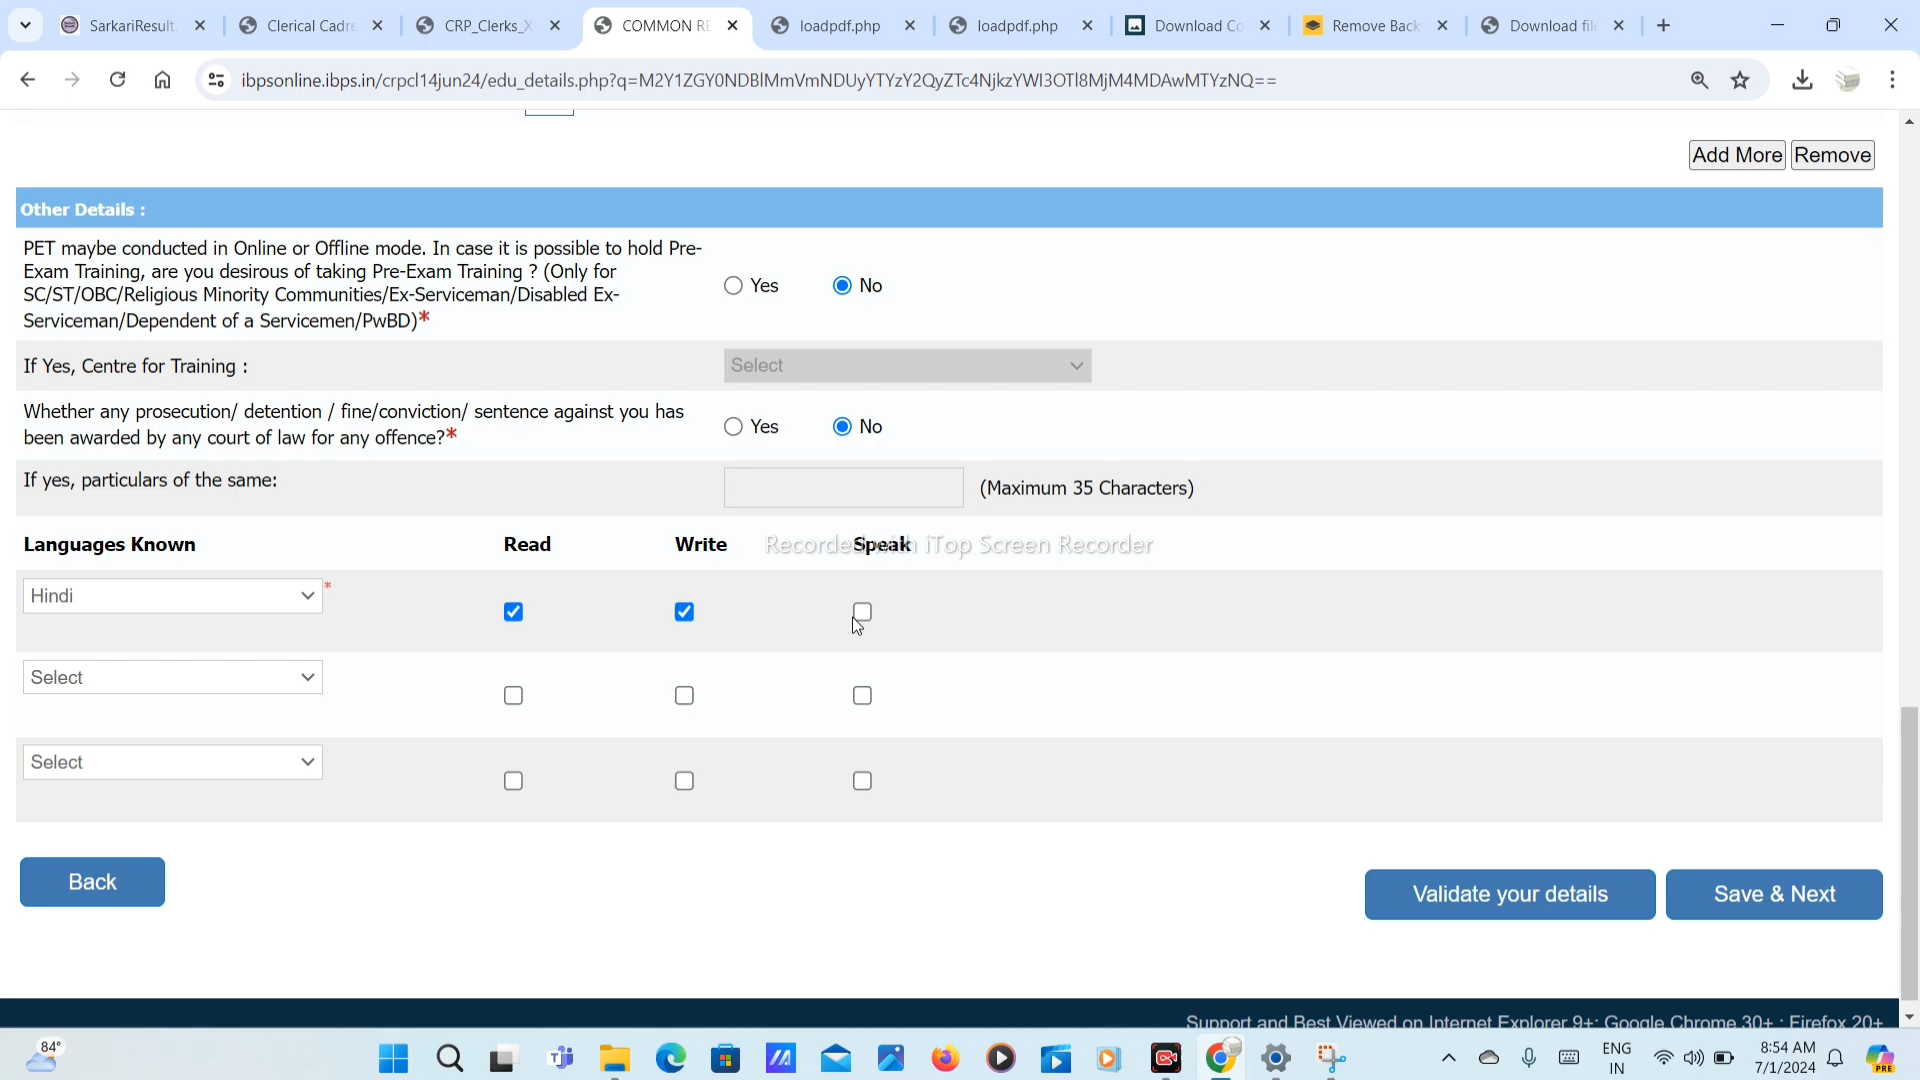 SarkariResult.
Clerical Cadre
CRP_Clerks_X
COMMON RE
loadpdf.php
loadpdf.php
Download Co
Remove Back
Download file
ibpsonline.ibps.in/crpcl14jun24/edu_details.php?q=M2Y1ZGY0NDBlMmVmNDUyYTYzY2QyZTc4NjkzYWI3OTI8MjM4MDAwMTYzNQ==
Add More Remove
Other Details :
PET maybe conducted in Online or Offline mode. In case it is possible to hold Pre-
Exam Training, are you desirous of taking Pre-Exam Training ? (Only for
SC/ST/OBC/Religious Minority Communities/Ex-Serviceman/Disabled Ex-
Serviceman/Dependent of a Servicemen/PwBD)*
Yes No
If Yes, Centre for Training :
Select
Whether any prosecution/ detention / fine/conviction/ sentence against you has
been awarded by any court of law for any offence?*
Yes No
If yes, particulars of the same:
(Maximum 35 Characters)
Languages Known Read Write Speak
Recorded with iTop Screen Recorder
Hindi *
Select
Select
Back
Validate your details
Save & Next
Support and Best Viewed on Internet Explorer 9+; Google Chrome 30+ ; Firefox 20+
84°
ENG
IN
8:54 AM
7/1/2024
PRE